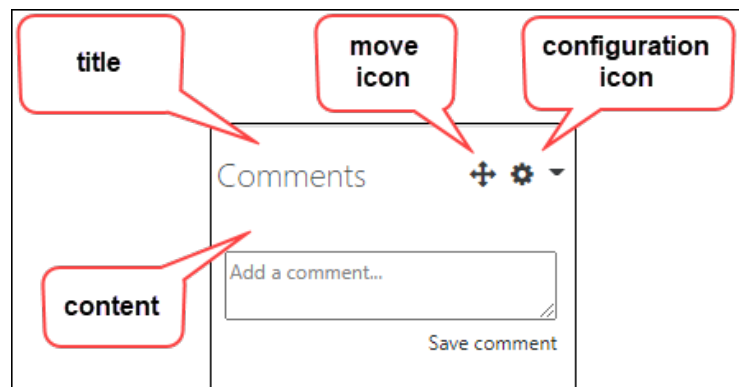 title
move
icon
configuration
icon
Comments
content
Add a comment...
Save comment